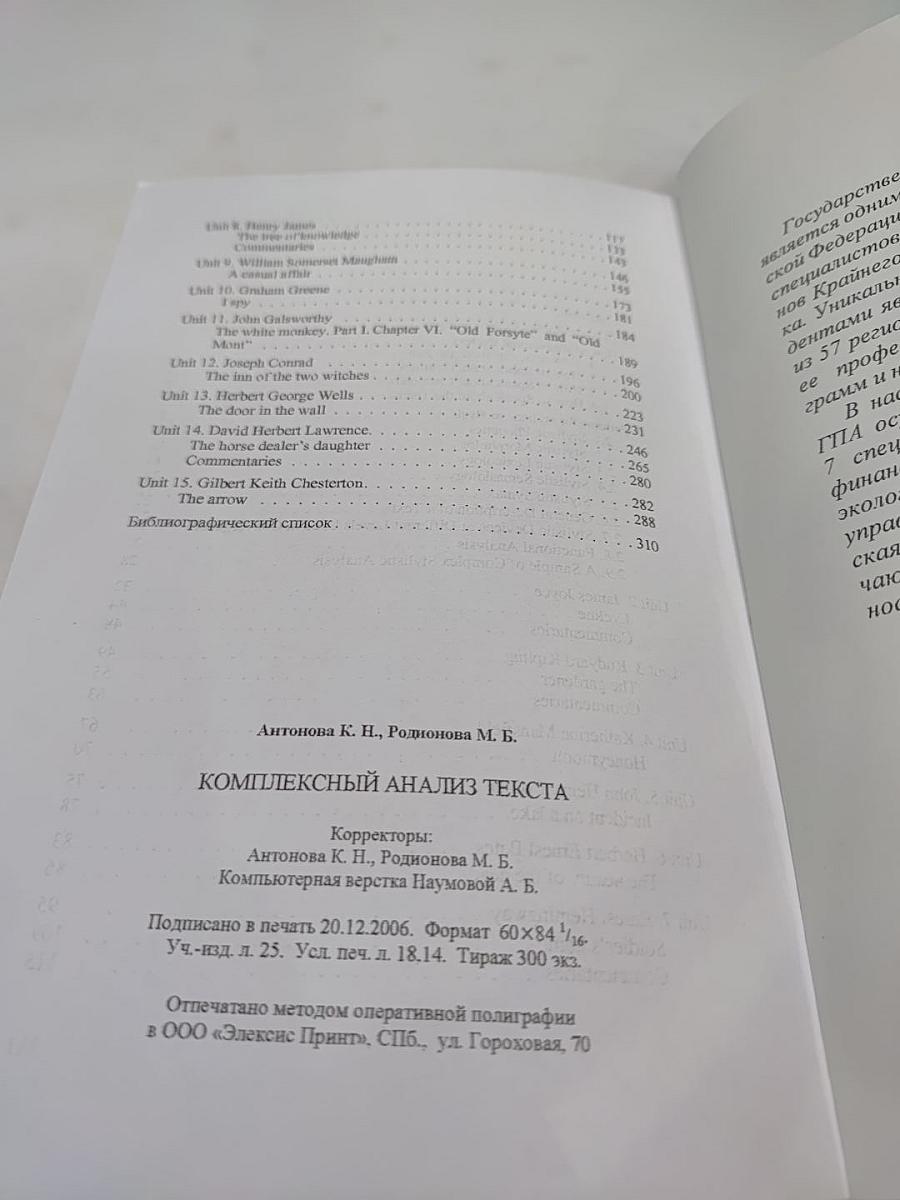 Unit 8. Henry James
The tree of knowledge
Commentaries
Unit 9. William Somerset Maugham
A casual affair . . . 146
155
Unit 10. Graham Greene
I spy . . . 173
181
Unit 11. John Galsworthy
The white monkey. Part I. Chapter VI. "Old Forsyte" and "Old - 184
Mont" . . . 189
Unit 12. Joseph Conrad . . . 196
The inn of the two witches . . . 200
Unit 13. Herbert George Wells . . . 223
The door in the wall . . . 231
Unit 14. David Herbert Lawrence. . . . 246
The horse dealer's daughter . . . 265
Commentaries . . . 280
Unit 15. Gilbert Keith Chesterton. . . . 282
The arrow . . . 288
Библиографический список . . . 310
Антонова К. Н., Родионова М. Б.
КОМПЛЕКСНЫЙ АНАЛИЗ ТЕКСТА
Корректоры:
Антонова К. Н., Родионова М. Б.
Компьютерная верстка Наумовой А. Б.
Подписано в печать 20.12.2006. Формат 60×84 1/16.
Уч.-изд. л. 25. Усл. печ. л. 18.14. Тираж 300 экз.
Отпечатано методом оперативной полиграфии
в ООО «Элексис Принт», СПб., ул. Гороховая, 70
Государстве
является одним
ской Федераци
специалистов
нов Крайнего
ка. Уникаль
дентами яв
из 57 регио
ее профе
грамм и н
В нас
ГПА ос
7 спец
финан
эколог
управ
ская
чаю
нос